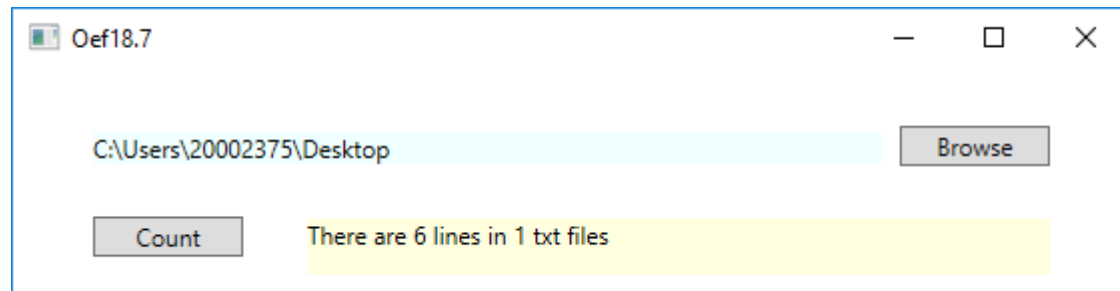 Oef18.7
C:\Users\20002375\Desktop
Browse
Count
There are 6 lines in 1 txt files